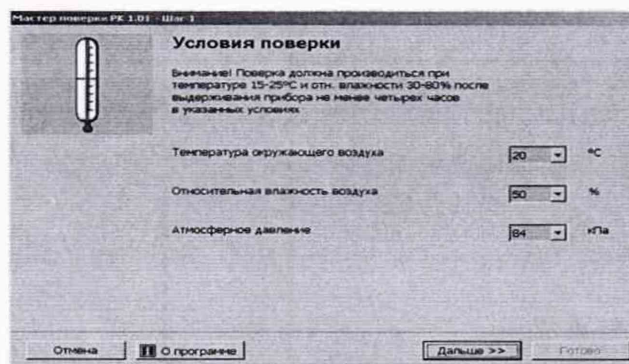 Мастер поверки РК 1.01 - Шаг 1
Условия поверки
Внимание! Поверка должна производиться при
температуре 15-25°C и отн. влажности 30-80% после
выдерживания прибора не менее четырех часов
в указанных условиях
Температура окружающего воздуха 20 °C
Относительная влажность воздуха 50 %
Атмосферное давление 84 кПа
Отмена О программе Дальше >> Готово